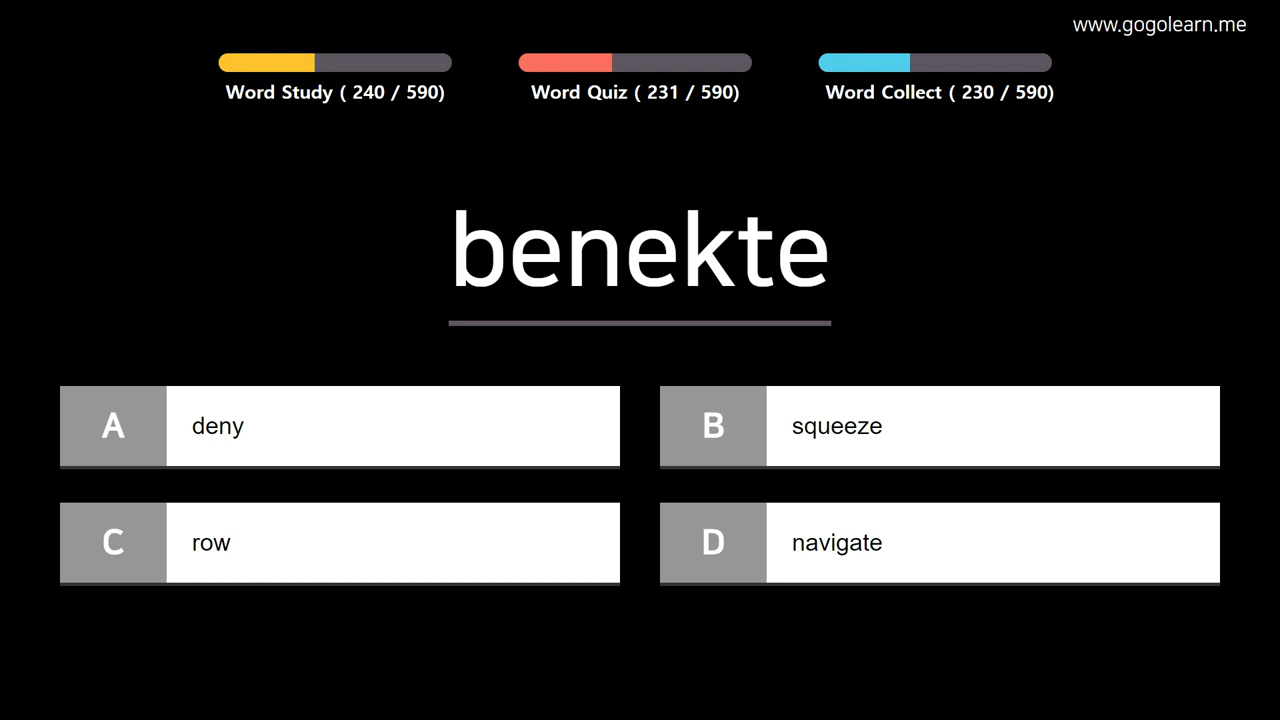 www.gogolearn.me
Word Study ( 240 / 590)
Word Quiz ( 231 / 590)
Word Collect ( 230 / 590)
benekte
A deny
B squeeze
C row
D navigate